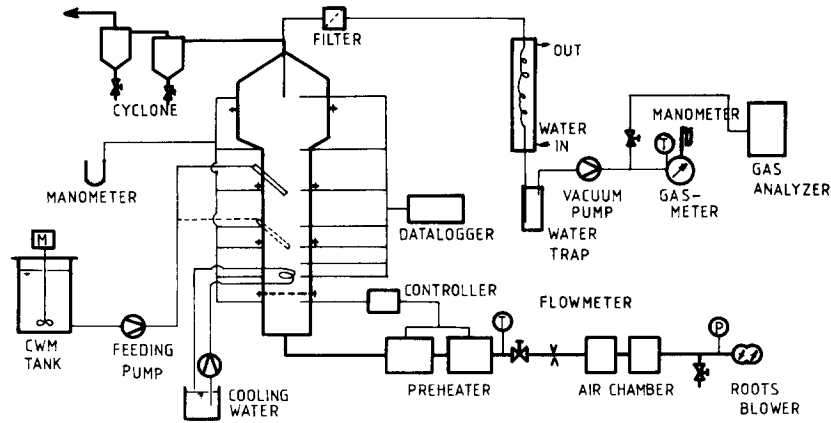 FILTER
OUT
CYCLONE
WATER
IN
MANOMETER
T
GAS
ANALYZER
MANOMETER
VACUUM
PUMP
GAS-
METER
WATER
TRAP
DATALOGGER
M
CONTROLLER
FLOWMETER
T
P
CWM
TANK
FEEDING
PUMP
COOLING
WATER
PREHEATER
AIR CHAMBER
ROOTS
BLOWER